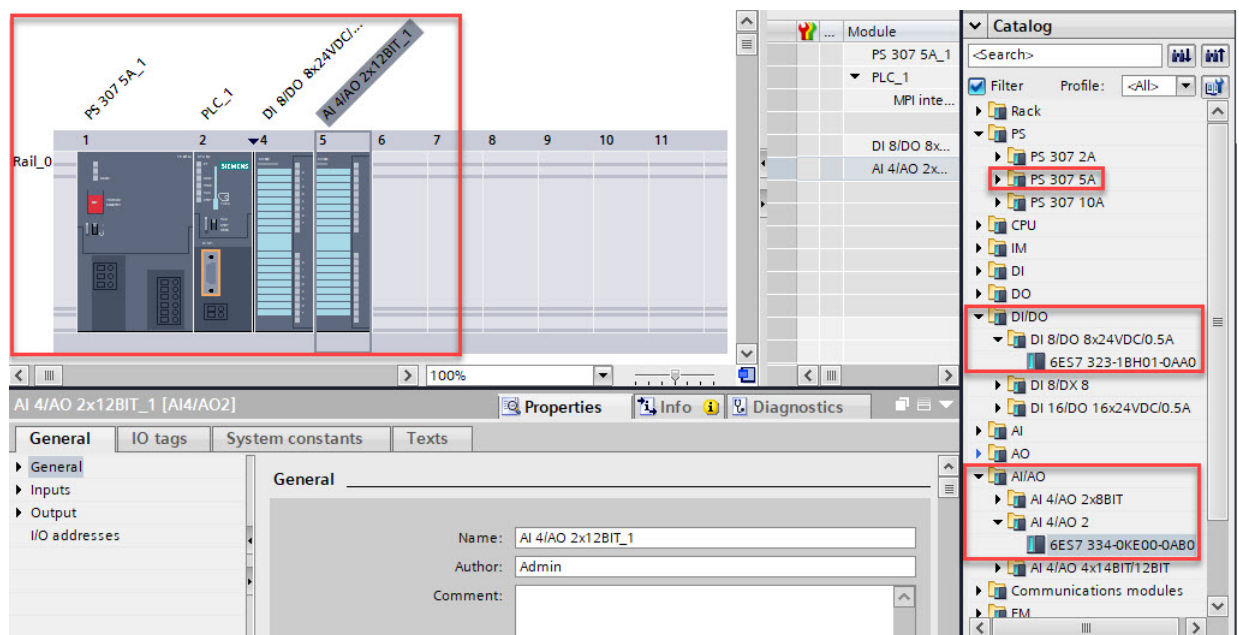 PS 307 5A_1
PLC_1
DI 8/DO 8x24VDC/...
AI 4/AO 2x12BIT_1
1 2 4 5 6 7 8 9 10 11
Rail_0
SIEMENS
100%
... Module
PS 307 5A_1
PLC_1
MPI inte...
DI 8/DO 8x...
AI 4/AO 2x...
Catalog
<Search>
Filter Profile: <All>
Rack
PS
PS 307 2A
PS 307 5A
PS 307 10A
CPU
IM
DI
DO
DI/DO
DI 8/DO 8x24VDC/0.5A
6ES7 323-1BH01-0AA0
DI 8/DX 8
DI 16/DO 16x24VDC/0.5A
AI
AO
AI/AO
AI 4/AO 2x8BIT
AI 4/AO 2
6ES7 334-0KE00-0AB0
AI 4/AO 4x14BIT/12BIT
Communications modules
FM
AI 4/AO 2x12BIT_1 [AI4/AO2]
Properties Info Diagnostics
General IO tags System constants Texts
General
Inputs
Output
I/O addresses
General
Name: AI 4/AO 2x12BIT_1
Author: Admin
Comment: